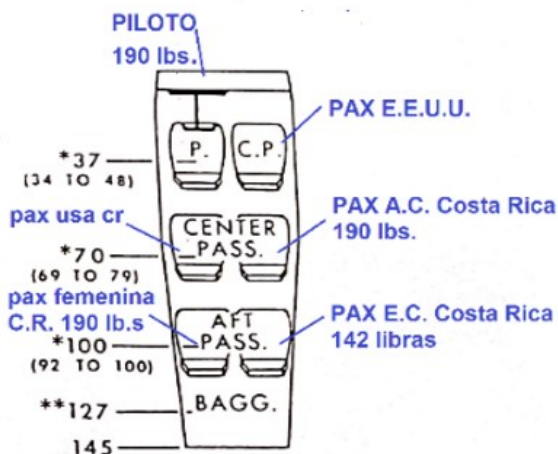 PILOTO
190 lbs.
PAX E.E.U.U.
P.
C.P.
*37
(34 TO 48)
pax usa cr
CENTER
PASS.
PAX A.C. Costa Rica
190 lbs.
*70
(69 TO 79)
pax femenina
C.R. 190 lb.s
AFT
PASS.
PAX E.C. Costa Rica
142 libras
*100
(92 TO 100)
**127
BAGG.
145